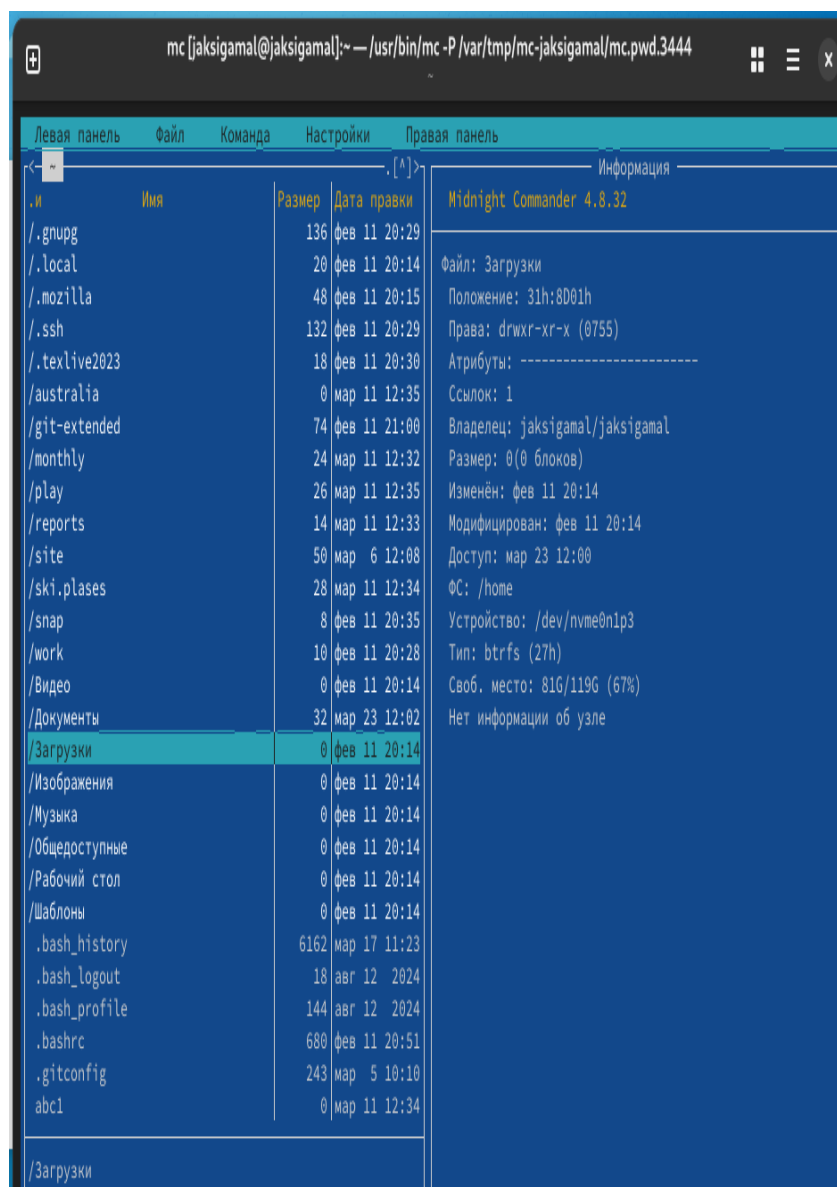 mc [jaksigamal@jaksigamal]:~ — /usr/bin/mc -P /var/tmp/mc-jaksigamal/mc.pwd.3444
~
Левая панель Файл Команда Настройки Правая панель
<- ~ .[^]>
.и Имя Размер Дата правки
/.gnupg 136 фев 11 20:29
/.local 20 фев 11 20:14
/.mozilla 48 фев 11 20:15
/.ssh 132 фев 11 20:29
/.texlive2023 18 фев 11 20:30
/australia 0 мар 11 12:35
/git-extended 74 фев 11 21:00
/monthly 24 мар 11 12:32
/play 26 мар 11 12:35
/reports 14 мар 11 12:33
/site 50 мар 6 12:08
/ski.plases 28 мар 11 12:34
/snap 8 фев 11 20:35
/work 10 фев 11 20:28
/Видео 0 фев 11 20:14
/Документы 32 мар 23 12:02
/Загрузки 0 фев 11 20:14
/Изображения 0 фев 11 20:14
/Музыка 0 фев 11 20:14
/Общедоступные 0 фев 11 20:14
/Рабочий стол 0 фев 11 20:14
/Шаблоны 0 фев 11 20:14
.bash_history 6162 мар 17 11:23
.bash_logout 18 авг 12 2024
.bash_profile 144 авг 12 2024
.bashrc 680 фев 11 20:51
.gitconfig 243 мар 5 10:10
abc1 0 мар 11 12:34
/Загрузки
Информация
Midnight Commander 4.8.32
Файл: Загрузки
Положение: 31h:8D01h
Права: drwxr-xr-x (0755)
Атрибуты: -------------------------
Ссылок: 1
Владелец: jaksigamal/jaksigamal
Размер: 0(0 блоков)
Изменён: фев 11 20:14
Модифицирован: фев 11 20:14
Доступ: мар 23 12:00
ФС: /home
Устройство: /dev/nvme0n1p3
Тип: btrfs (27h)
Своб. место: 81G/119G (67%)
Нет информации об узле